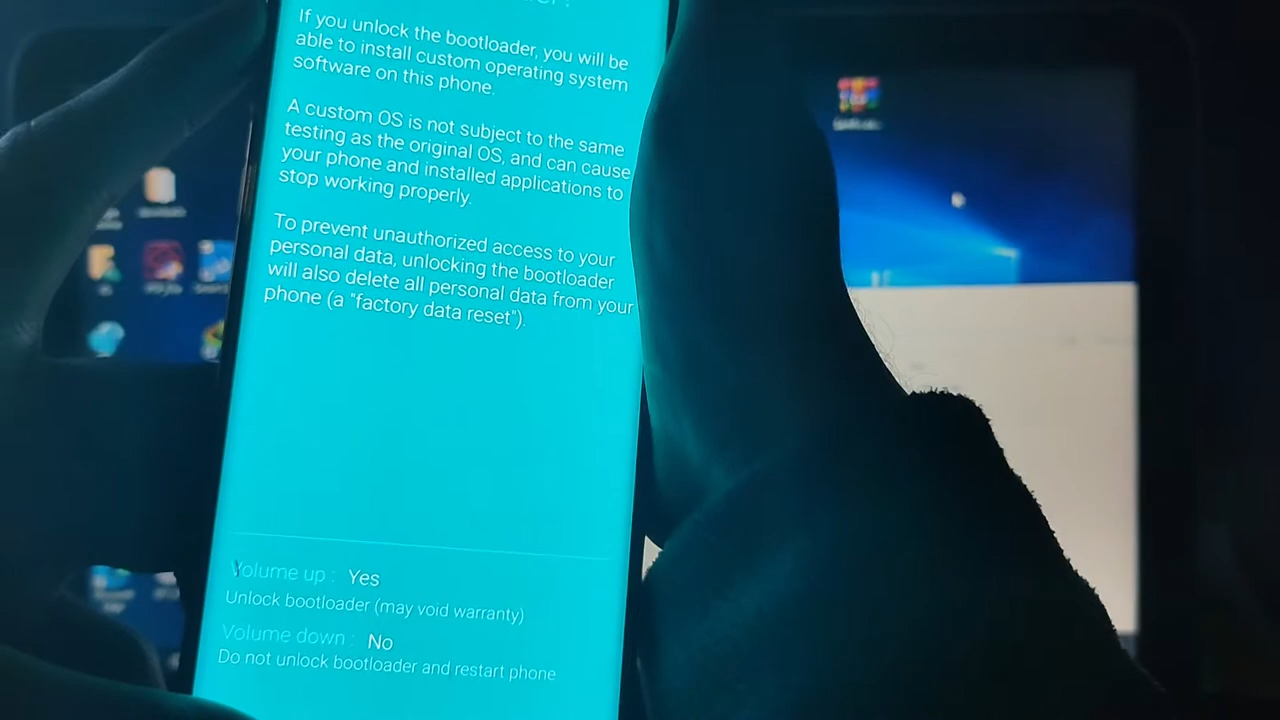 If you unlock the bootloader, you will be
able to install custom operating system
software on this phone.
A custom OS is not subject to the same
testing as the original OS, and can cause
your phone and installed applications to
stop working properly.
To prevent unauthorized access to your
personal data, unlocking the bootloader
will also delete all personal data from your
phone (a "factory data reset").
Volume up : Yes
Unlock bootloader (may void warranty)
Volume down : No
Do not unlock bootloader and restart phone